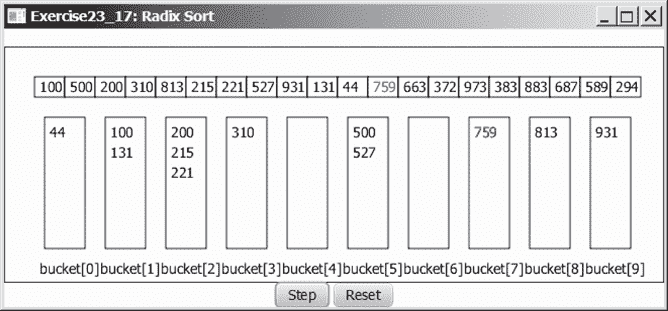 Exercise23_17: Radix Sort
100 500 200 310 813 215 221 527 931 131 44 759 663 372 973 383 883 687 589 294
44 100 200 310 500 759 813 931
131 215 527
221
bucket[0] bucket[1] bucket[2] bucket[3] bucket[4] bucket[5] bucket[6] bucket[7] bucket[8] bucket[9]
Step Reset